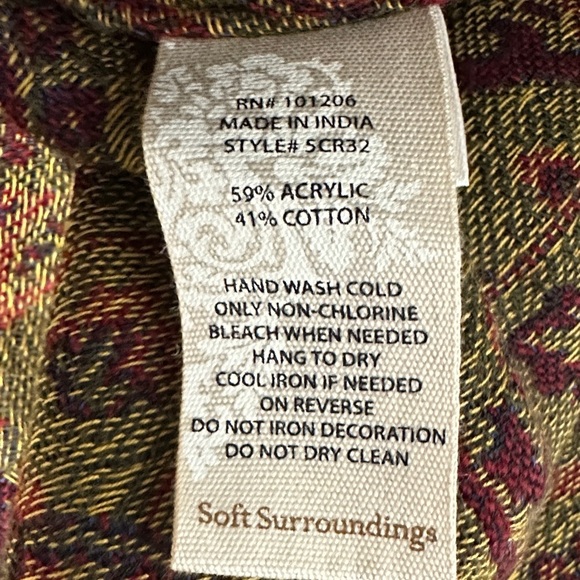 RN# 101206
MADE IN INDIA
STYLE# 5CR32
59% ACRYLIC
41% COTTON
HAND WASH COLD
ONLY NON-CHLORINE
BLEACH WHEN NEEDED
HANG TO DRY
COOL IRON IF NEEDED
ON REVERSE
DO NOT IRON DECORATION
DO NOT DRY CLEAN
Soft Surroundings